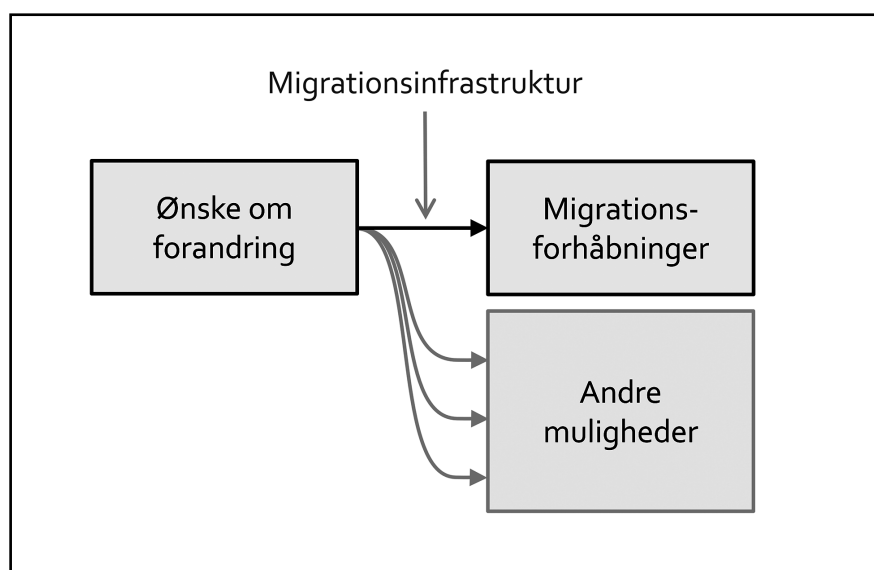 Migrationsinfrastruktur
Ønske om
forandring
Migrations-
forhåbninger
Andre
muligheder